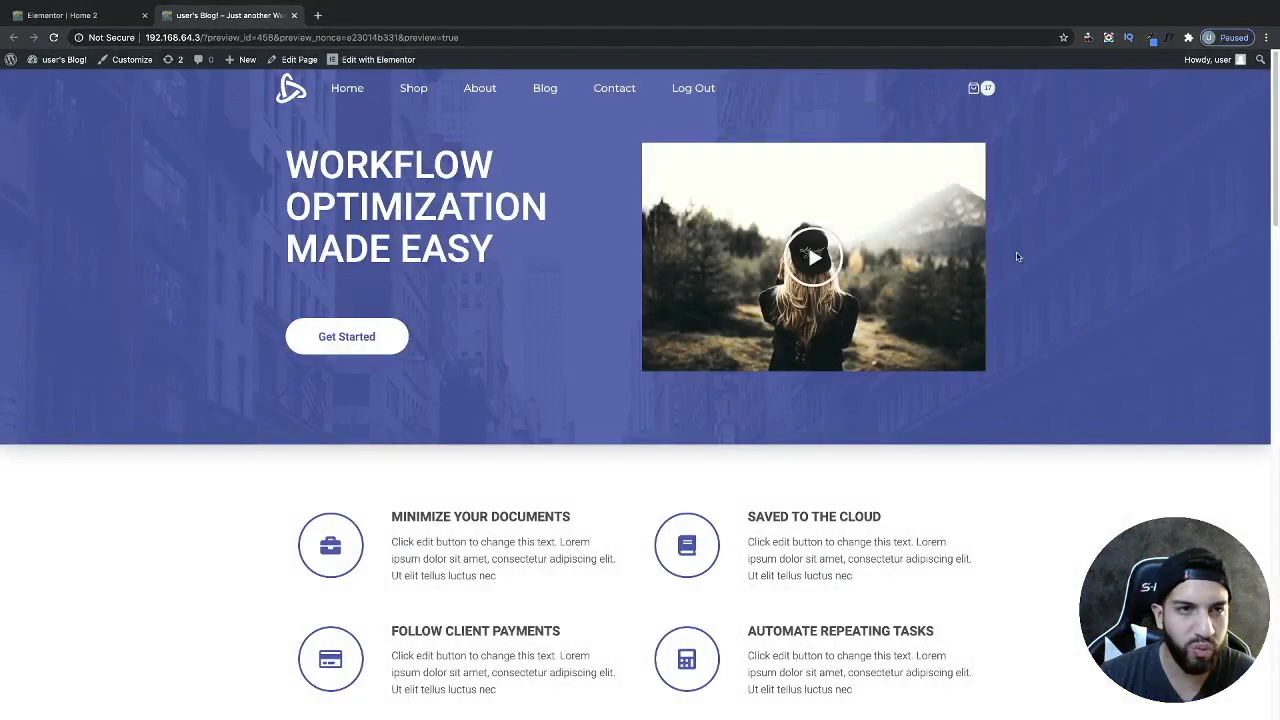 Elementor | Home 2
user's Blog! – Just another Wo
Not Secure 192.168.64.3/?preview_id=458&preview_nonce=e23014b331&preview=true
Paused
user's Blog! Customize 2 0 New Edit Page Edit with Elementor Howdy, user
Home Shop About Blog Contact Log Out 17
WORKFLOW
OPTIMIZATION
MADE EASY
Get Started
MINIMIZE YOUR DOCUMENTS
Click edit button to change this text. Lorem
ipsum dolor sit amet, consectetur adipiscing elit.
Ut elit tellus luctus nec
SAVED TO THE CLOUD
Click edit button to change this text. Lorem
ipsum dolor sit amet, consectetur adipiscing elit.
Ut elit tellus luctus nec
FOLLOW CLIENT PAYMENTS
Click edit button to change this text. Lorem
ipsum dolor sit amet, consectetur adipiscing elit.
Ut elit tellus luctus nec
AUTOMATE REPEATING TASKS
Click edit button to change this text. Lorem
ipsum dolor sit amet, consectetur adipiscing elit.
Ut elit tellus luctus nec